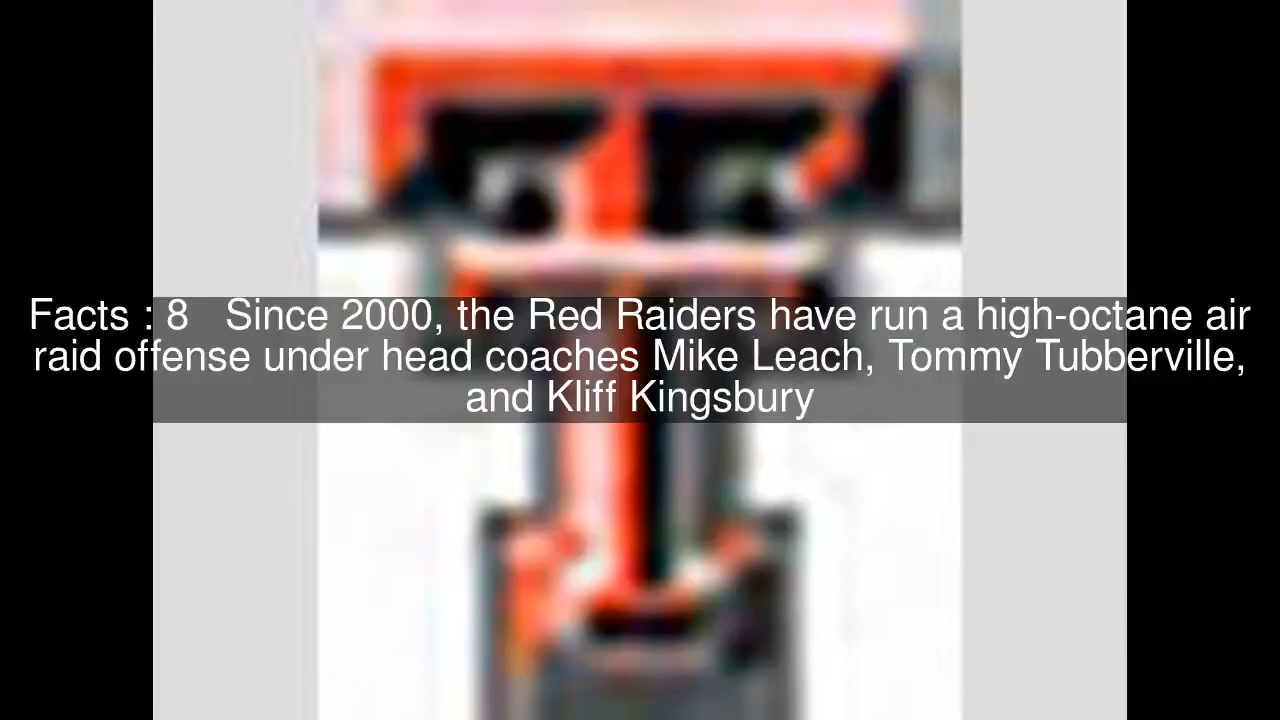 Facts : 8   Since 2000, the Red Raiders have run a high-octane air
raid offense under head coaches Mike Leach, Tommy Tubberville,
and Kliff Kingsbury